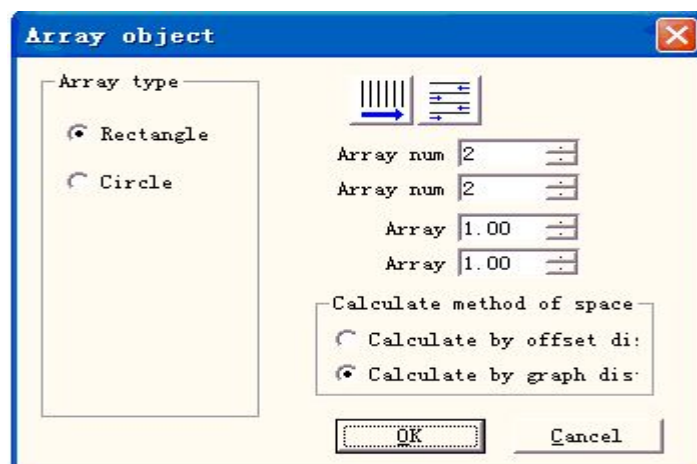 Array object
Array type
Rectangle
Circle
Array num 2
Array num 2
Array 1.00
Array 1.00
Calculate method of space
Calculate by offset di
Calculate by graph dis
OK
Cancel